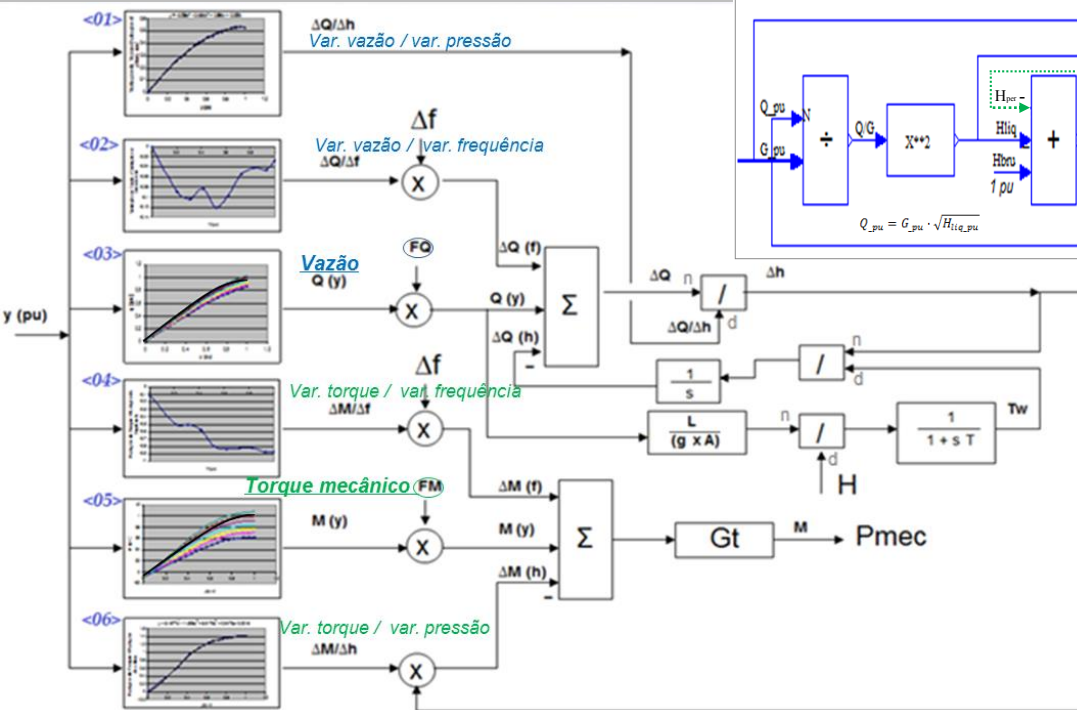 <01>
ΔQ/Δh
Var. vazão / var. pressão
<02>
Δf
Var. vazão / var. frequência
ΔQ/Δf
X
<03>
Vazão
FQ
Q (y)
X
ΔQ (f)
Q (y)
ΔQ (h)
Σ
–
y (pu)
ΔQ
n
/
Δh
ΔQ/Δh
d
<04>
Δf
Var. torque / var. frequência
ΔM/Δf
X
1
s
/
n
d
L
(g x A)
n
/
d
H
1
1 + s T
Tw
<05>
Torque mecânico
FM
M (y)
X
ΔM (f)
M (y)
ΔM (h)
Σ
–
Gt
M
Pmec
<06>
Var. torque / var. pressão
ΔM/Δh
X
Q_pu
N
G_pu
÷
Q/G
X**2
Hper -
Hliq
Hbru
1 pu
+
Q_pu = G_pu · √H_liq_pu